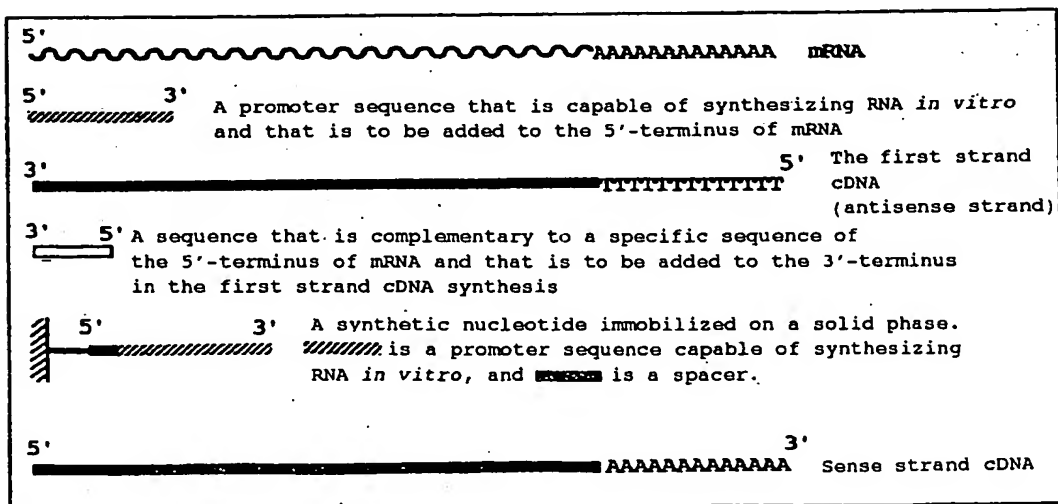 5'
AAAAAAAAAAAAA mRNA
5' 3' A promoter sequence that is capable of synthesizing RNA in vitro
and that is to be added to the 5'-terminus of mRNA
3' 5' The first strand
TTTTTTTTTTTTT cDNA
(antisense strand)
3' 5' A sequence that is complementary to a specific sequence of
the 5'-terminus of mRNA and that is to be added to the 3'-terminus
in the first strand cDNA synthesis
5' 3' A synthetic nucleotide immobilized on a solid phase.
is a promoter sequence capable of synthesizing
RNA in vitro, and is a spacer.
5' 3'
AAAAAAAAAAAAA Sense strand cDNA